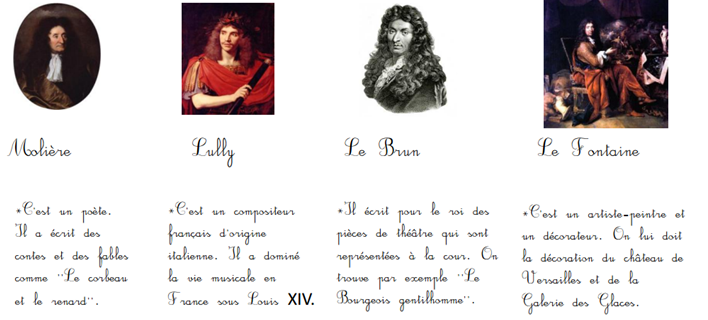 Molière
Lully
Le Brun
Le Fontaine
*C'est un poète.
Il a écrit des
contes et des fables
comme "Le corbeau
et le renard".
*C'est un compositeur
français d'origine
italienne. Il a dominé
la vie musicale en
France sous Louis XIV.
*Il écrit pour le roi des
pièces de théâtre qui sont
représentées à la cour. On
trouve par exemple "Le
Bourgeois gentilhomme".
*C'est un artiste-peintre et
un décorateur. On lui doit
la décoration du château de
Versailles et de la
Galerie des Glaces.